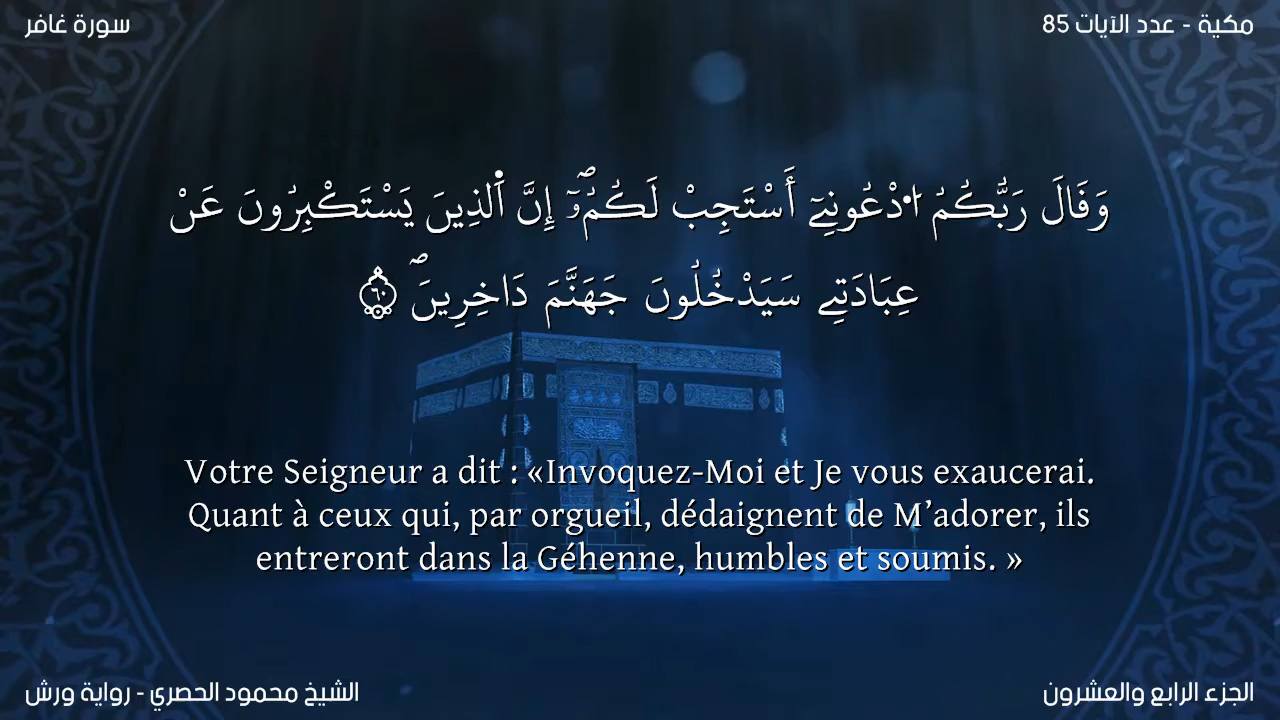 مكية - عدد الآيات 85
سورة غافر
وَقَالَ رَبُّكُمُ اُ۟دْعُونِےٓ أَسْتَجِبْ لَكُمُۥٓۖ إِنَّ اَ۬لذِينَ يَسْتَكْبِرُونَ عَنْ
عِبَادَتِے سَيَدْخُلُونَ جَهَنَّمَ دَاخِرِينَۖ ٦٠
Votre Seigneur a dit : «Invoquez-Moi et Je vous exaucerai.
Quant à ceux qui, par orgueil, dédaignent de M’adorer, ils
entreront dans la Géhenne, humbles et soumis. »
الجزء الرابع والعشرون
الشيخ محمود الحصري - رواية ورش